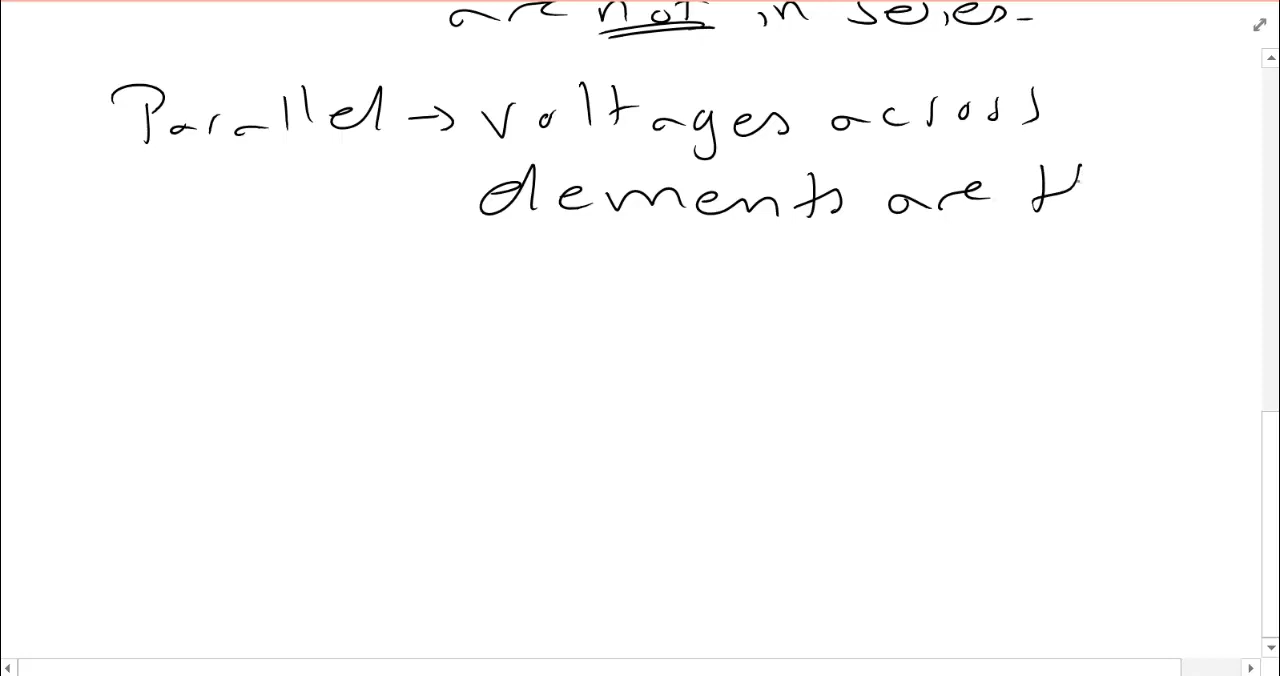 are not in series.
Parallel → voltages across
elements are